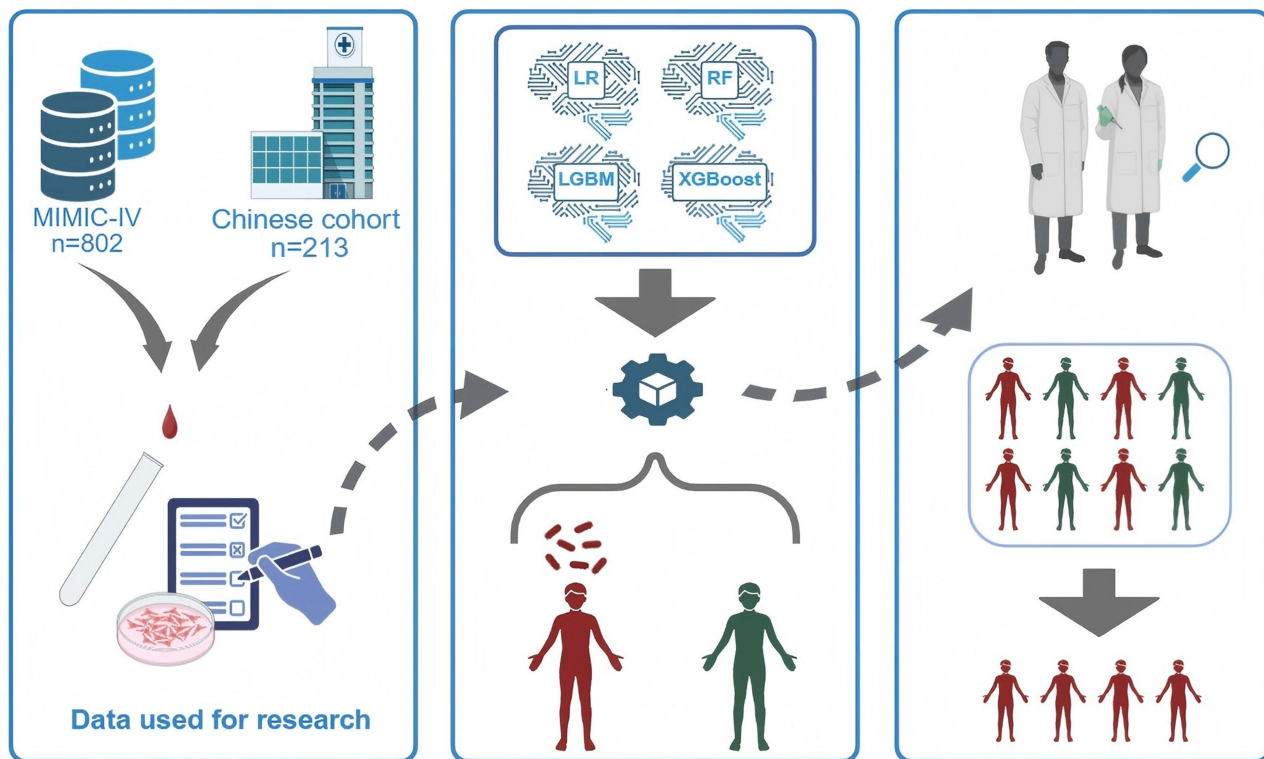 MIMIC-IV
n=802
Chinese cohort
n=213
Data used for research
LR
RF
LGBM
XGBoost